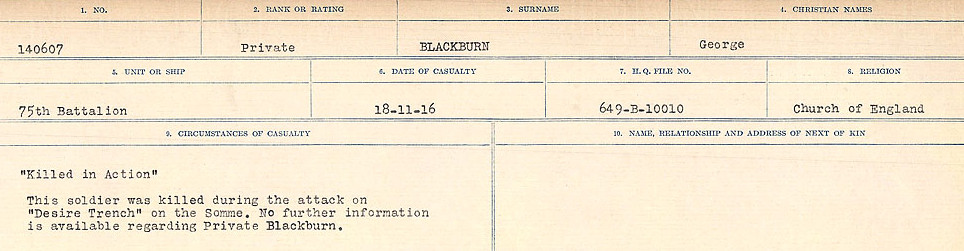 1. NO. 2. RANK OR RATING 3. SURNAME 4. CHRISTIAN NAMES
140607 Private BLACKBURN George
5. UNIT OR SHIP 6. DATE OF CASUALTY 7. H.Q. FILE NO. 8. RELIGION
75th Battalion 18-11-16 649-B-10010 Church of England
9. CIRCUMSTANCES OF CASUALTY 10. NAME, RELATIONSHIP AND ADDRESS OF NEXT OF KIN
"Killed in Action"
This soldier was killed during the attack on
"Desire Trench" on the Somme. No further information
is available regarding Private Blackburn.